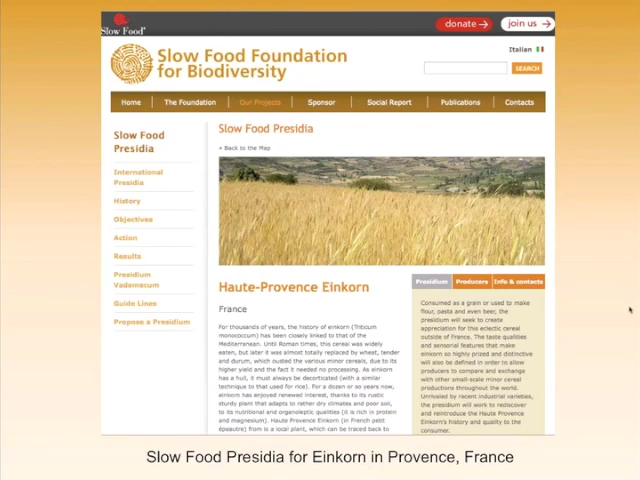 Slow Food®
donate
join us
Italian
Slow Food Foundation
for Biodiversity
SEARCH
Home
The Foundation
Our Projects
Sponsor
Social Report
Publications
Contacts
Slow Food
Presidia
International
Presidia
History
Objectives
Action
Results
Presidium
Vademecum
Guide Lines
Propose a Presidium
Slow Food Presidia
« Back to the Map
Haute-Provence Einkorn
France
For thousands of years, the history of einkorn (Triticum
monococcum) has been closely linked to that of the
Mediterranean. Until Roman times, this cereal was widely
eaten, but later it was almost totally replaced by wheat, tender
and durum, which ousted the various minor cereals, due to its
higher yield and the fact it needed no processing. As einkorn
has a hull, it must always be decorticated (with a similar
technique to that used for rice). For a dozen or so years now,
einkorn has enjoyed renewed interest, thanks to its rustic
sturdy plant that adapts to rather dry climates and poor soil,
to its nutritional and organoleptic qualities (it is rich in protein
and magnesium). Haute Provence Einkorn (in French petit
épeautre) from is a local plant, which can be traced back to
Presidium
Producers
Info & contacts
Consumed as a grain or used to make
flour, pasta and even beer, the
presidium will seek to create
appreciation for this eclectic cereal
outside of France. The taste qualities
and sensorial features that make
einkorn so highly prized and distinctive
will also be defined in order to allow
producers to compare and exchange
with other small-scale minor cereal
productions throughout the world.
Unrivaled by recent industrial varieties,
the presidium will work to rediscover
and reintroduce the Haute Provence
Einkorn's history and quality to the
consumer.
Slow Food Presidia for Einkorn in Provence, France